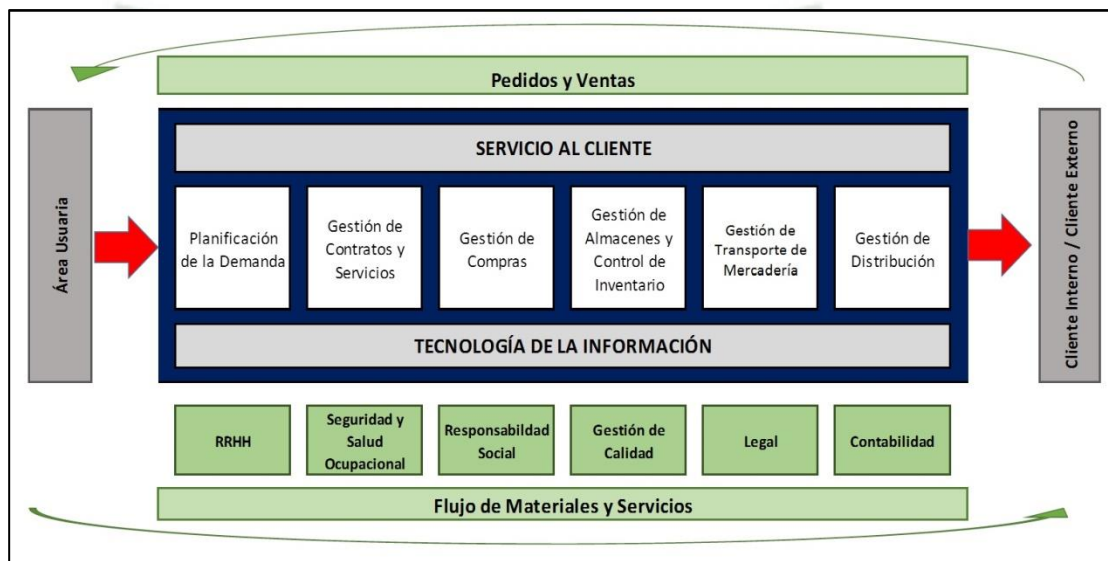 Pedidos y Ventas
Área Usuaria
SERVICIO AL CLIENTE
Planificación
de la Demanda
Gestión de
Contratos y
Servicios
Gestión de
Compras
Gestión de
Almacenes y
Control de
Inventario
Gestión de
Transporte de
Mercadería
Gestión de
Distribución
TECNOLOGÍA DE LA INFORMACIÓN
Cliente Interno / Cliente Externo
RRHH
Seguridad y
Salud
Ocupacional
Responsabildad
Social
Gestión de
Calidad
Legal
Contabilidad
Flujo de Materiales y Servicios